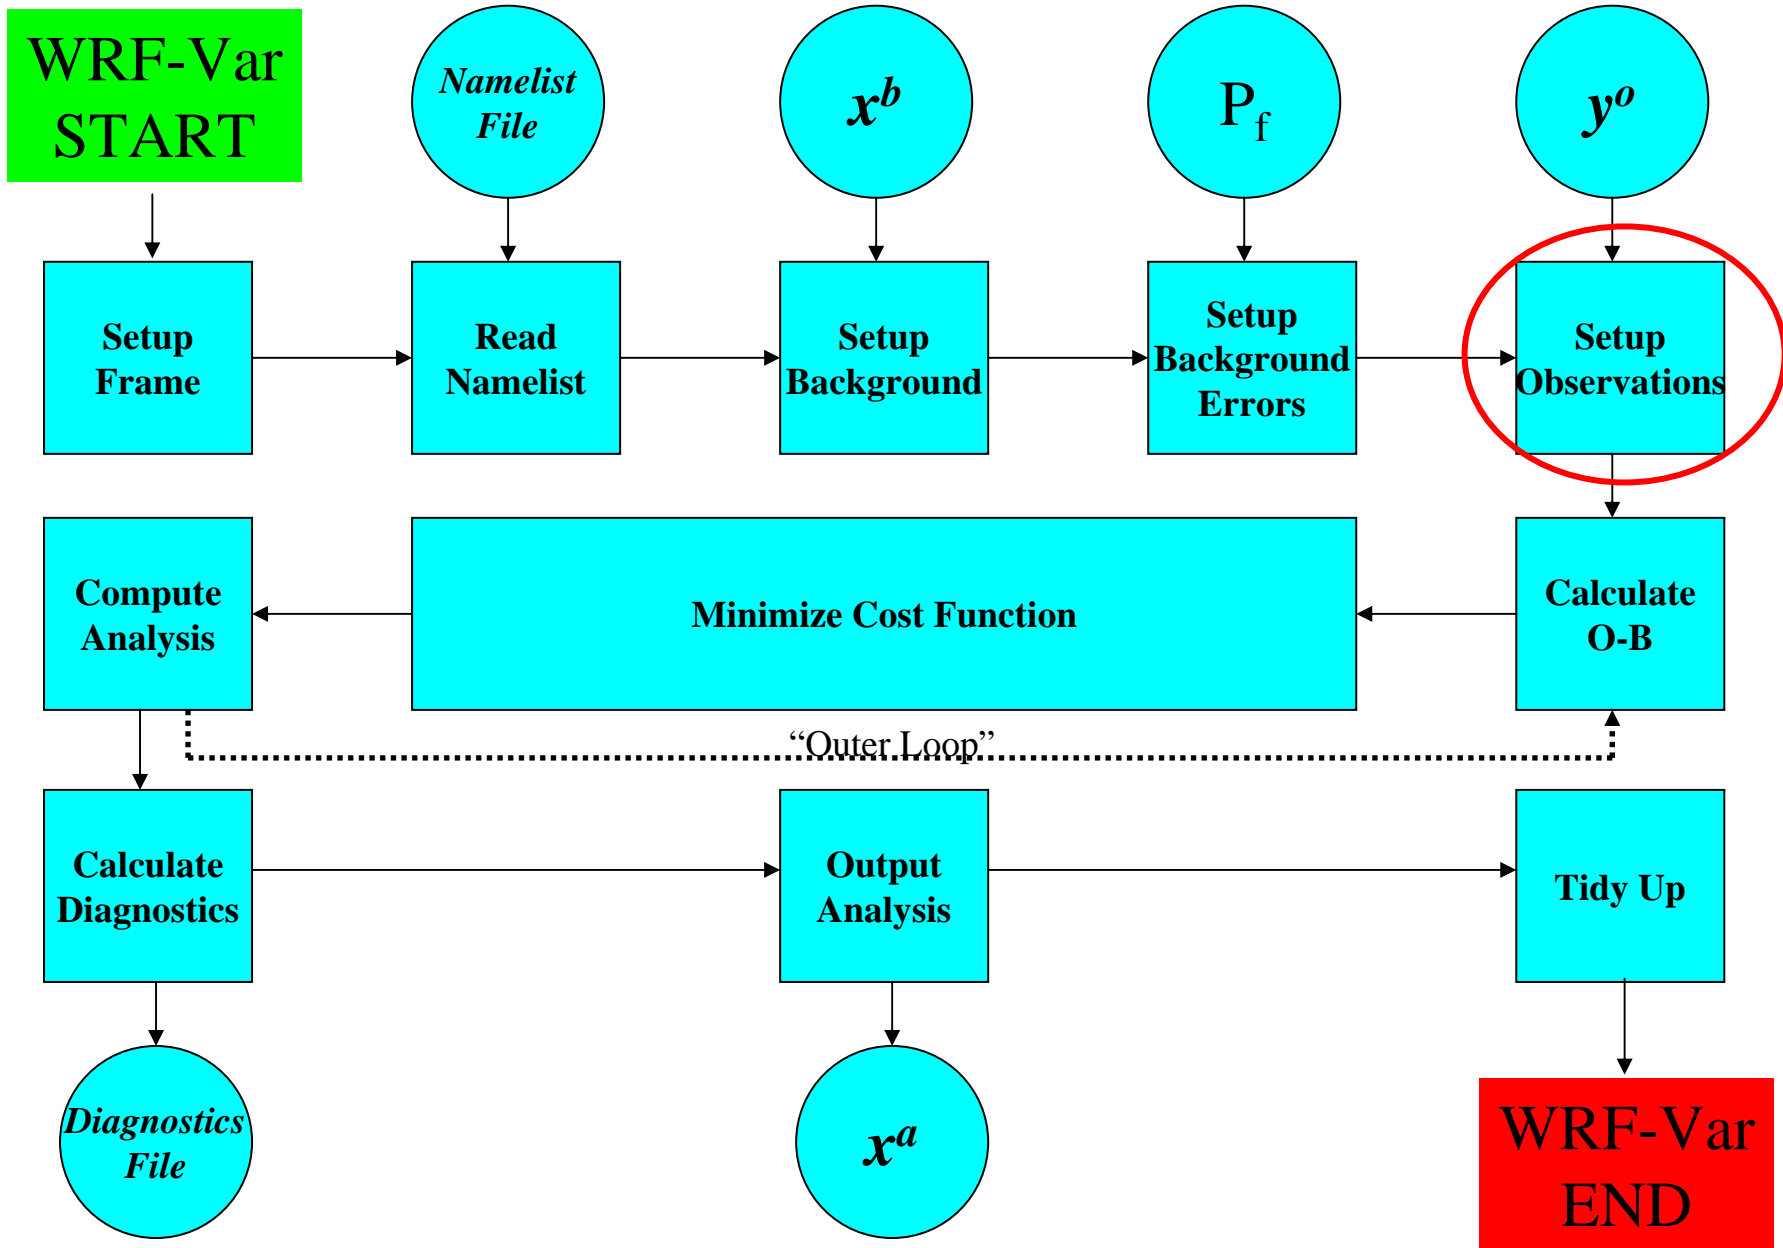 WRF-Var
START
Namelist
File
x^b
P_f
y^o
Setup
Frame
Read
Namelist
Setup
Background
Setup
Background
Errors
Setup
Observations
Compute
Analysis
Minimize Cost Function
Calculate
O-B
“Outer Loop”
Calculate
Diagnostics
Output
Analysis
Tidy Up
Diagnostics
File
x^a
WRF-Var
END